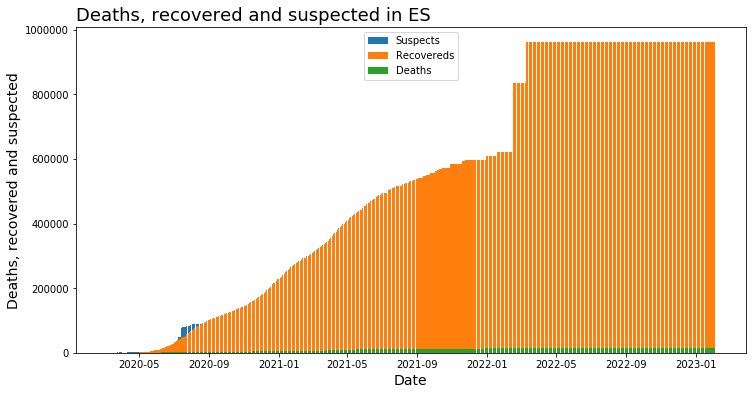 Deaths, recovered and suspected in ES
Deaths, recovered and suspected
1000000
800000
600000
400000
200000
0
Suspects
Recovereds
Deaths
2020-05 2020-09 2021-01 2021-05 2021-09 2022-01 2022-05 2022-09 2023-01
Date